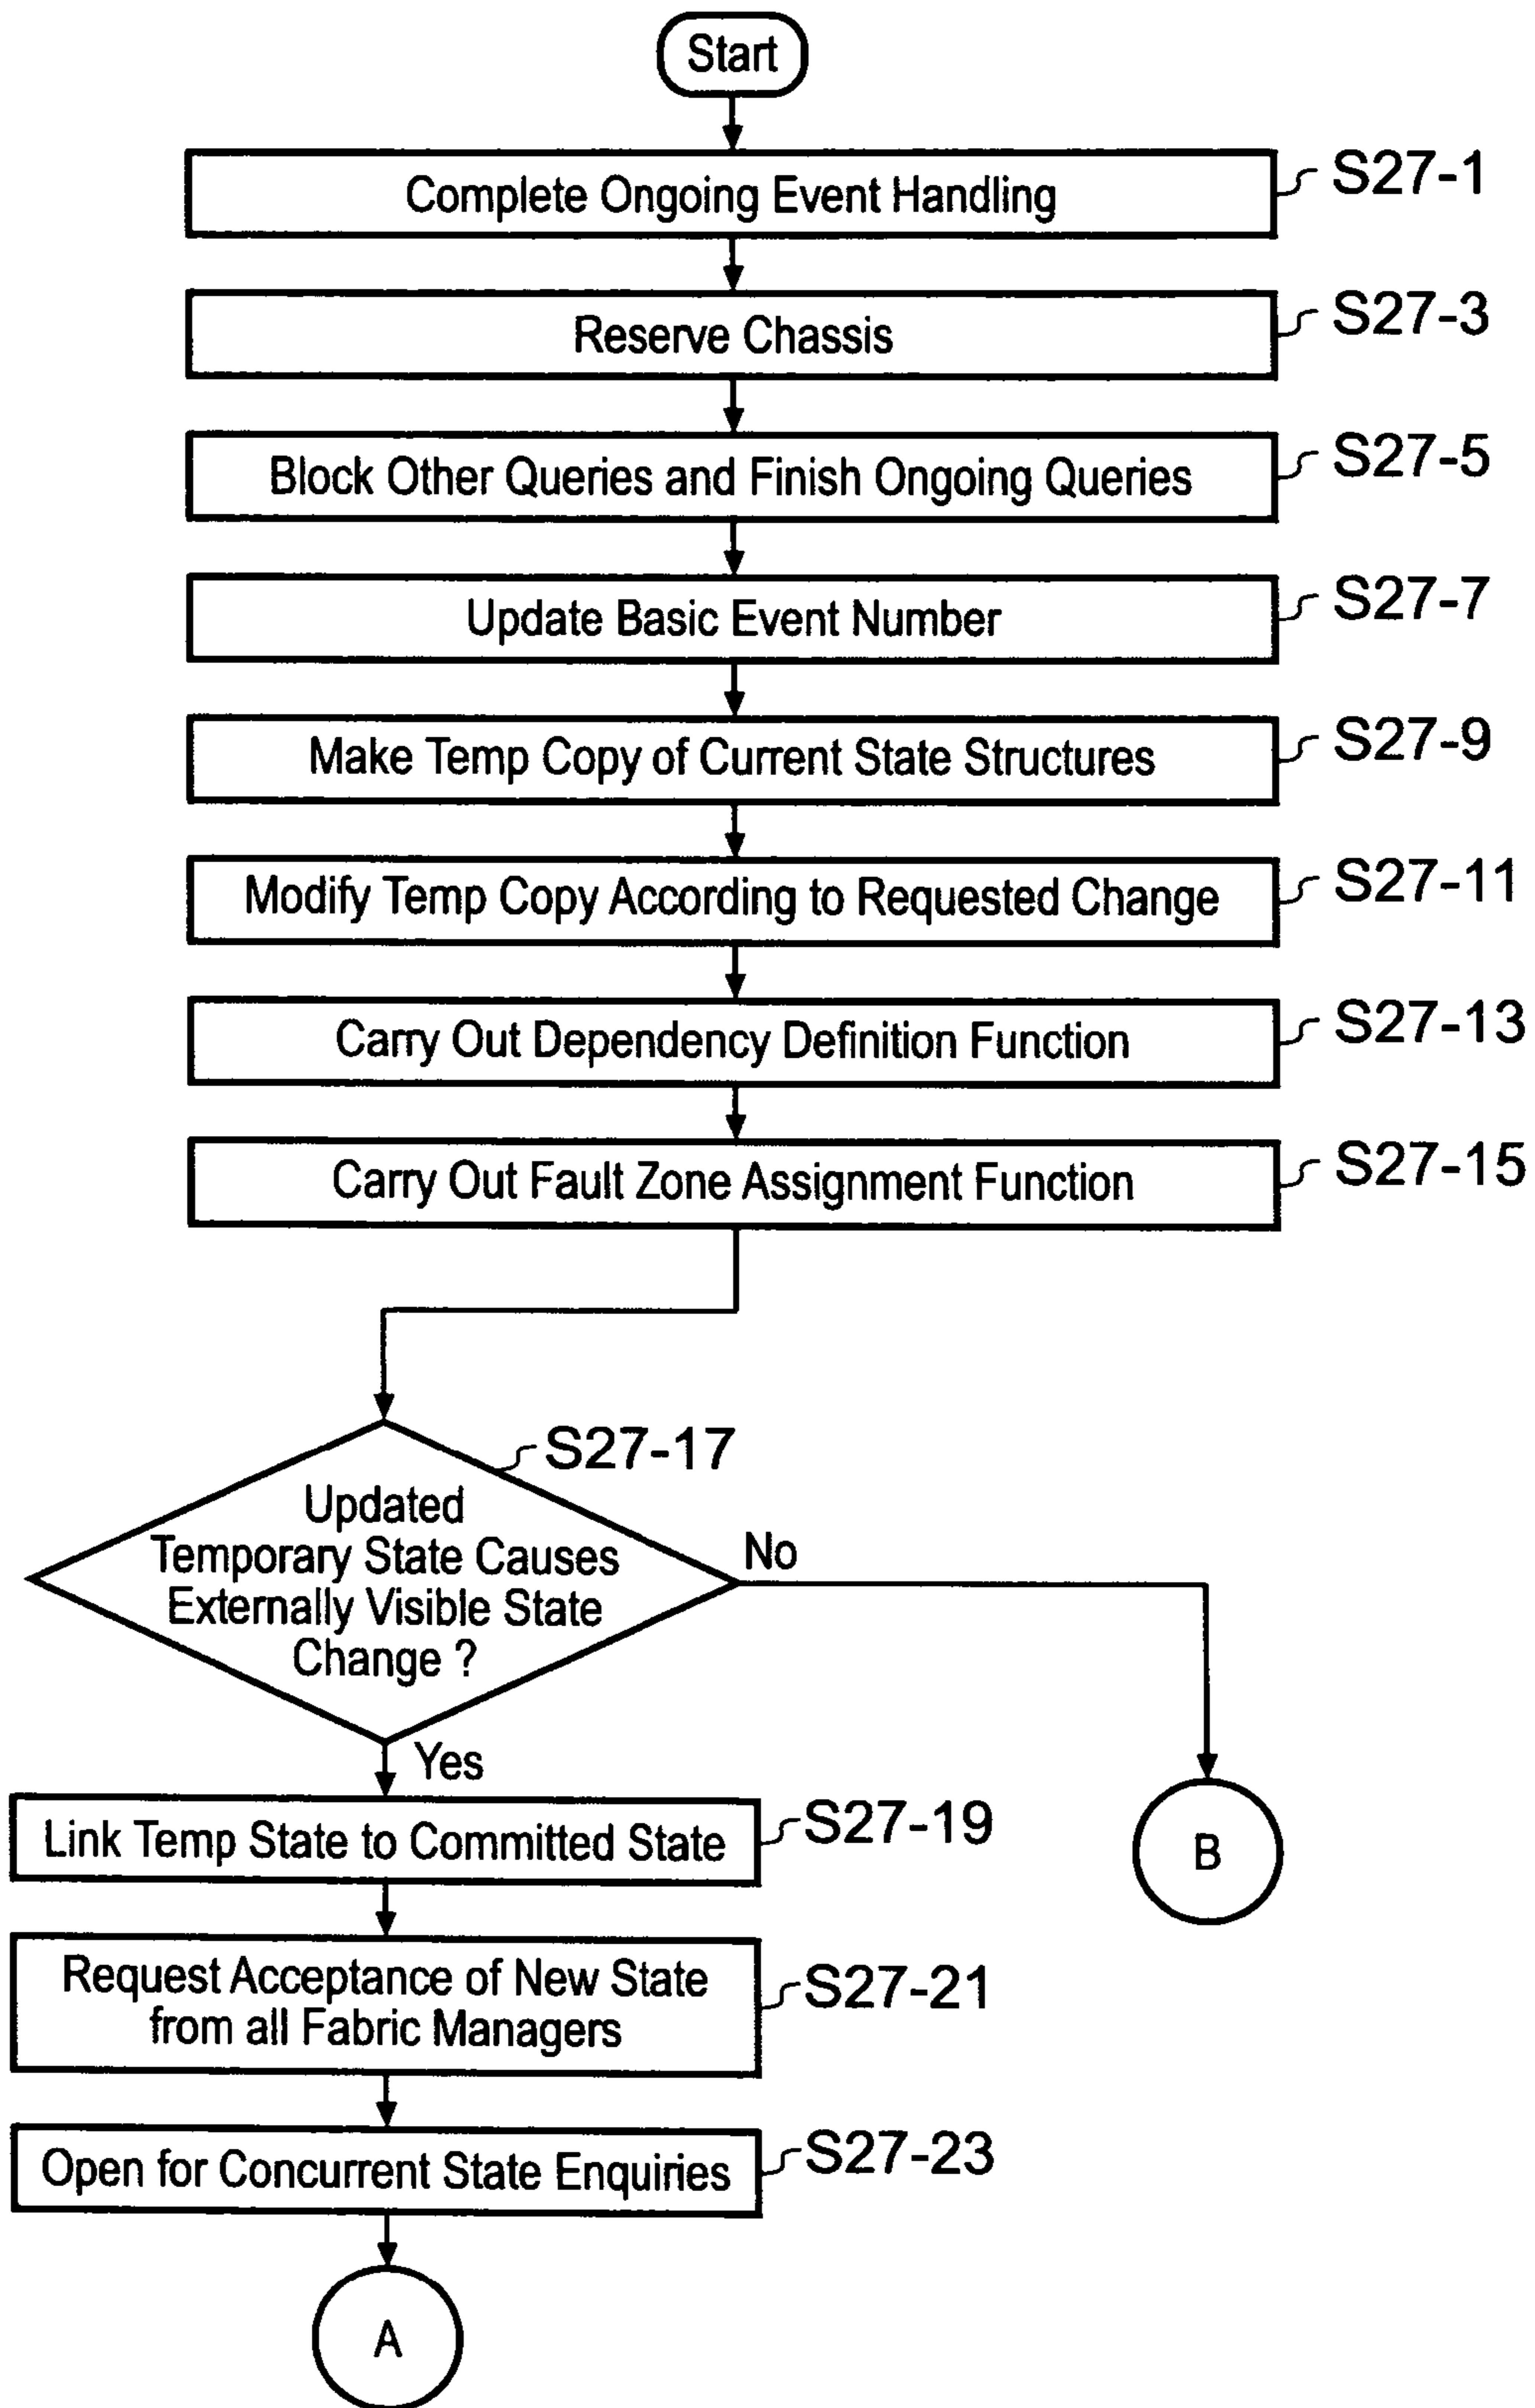 Start
Complete Ongoing Event Handling
S27-1
Reserve Chassis
S27-3
Block Other Queries and Finish Ongoing Queries
S27-5
Update Basic Event Number
S27-7
Make Temp Copy of Current State Structures
S27-9
Modify Temp Copy According to Requested Change
S27-11
Carry Out Dependency Definition Function
S27-13
Carry Out Fault Zone Assignment Function
S27-15
S27-17
Updated
Temporary State Causes
Externally Visible State
Change ?
No
Yes
Link Temp State to Committed State
S27-19
B
Request Acceptance of New State
from all Fabric Managers
S27-21
Open for Concurrent State Enquiries
S27-23
A